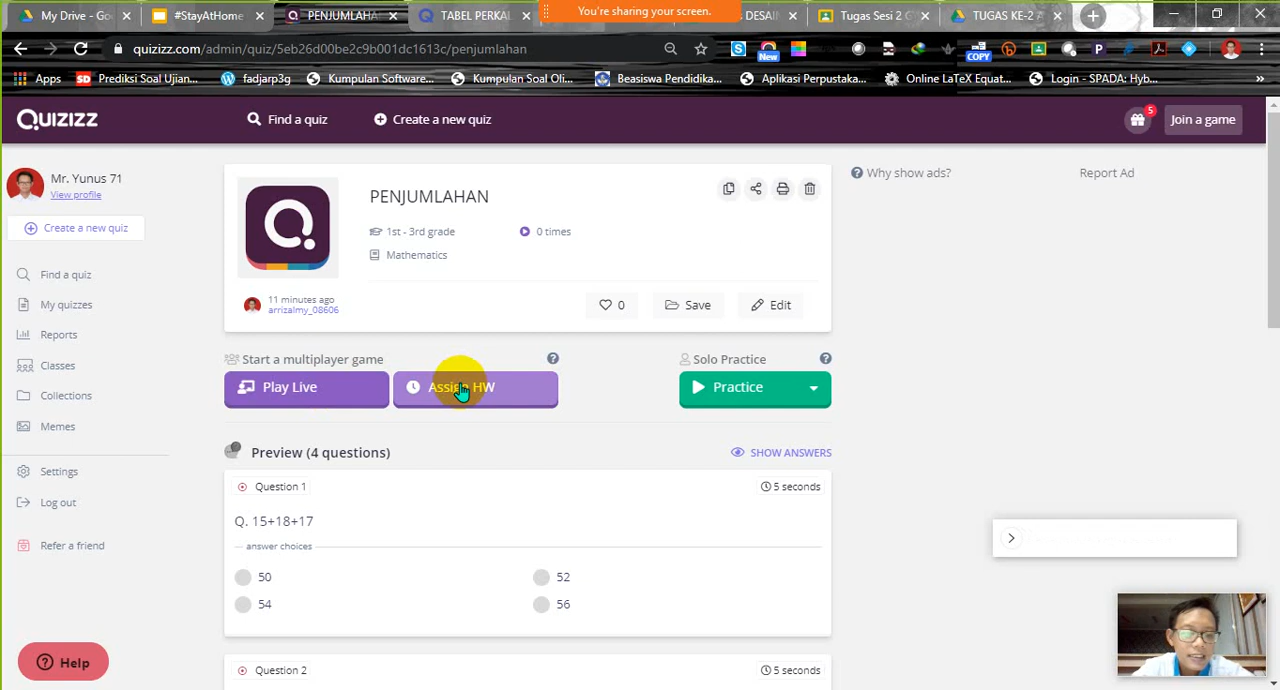 My Drive - Go
#StayAtHome
PENJUMLAHA
TABEL PERKAL
You're sharing your screen.
DESAIN
Tugas Sesi 2 G
TUGAS KE-2 A
quizizz.com/admin/quiz/5eb26d00be2c9b001dc1613c/penjumlahan
New
COPY
Apps
Prediksi Soal Ujian...
fadjarp3g
Kumpulan Software...
Kumpulan Soal Oli...
Beasiswa Pendidika...
Aplikasi Perpustaka...
Online LaTeX Equat...
Login - SPADA: Hyb...
QUIZIZZ
Find a quiz
Create a new quiz
5
Join a game
Mr. Yunus 71
View profile
Create a new quiz
Find a quiz
My quizzes
Reports
Classes
Collections
Memes
Settings
Log out
Refer a friend
Help
PENJUMLAHAN
1st - 3rd grade
0 times
Mathematics
11 minutes ago
arrizalmy_08606
0
Save
Edit
Why show ads?
Report Ad
Start a multiplayer game
Solo Practice
Play Live
Assign HW
Practice
Preview (4 questions)
SHOW ANSWERS
Question 1
5 seconds
Q. 15+18+17
answer choices
50
52
54
56
Question 2
5 seconds